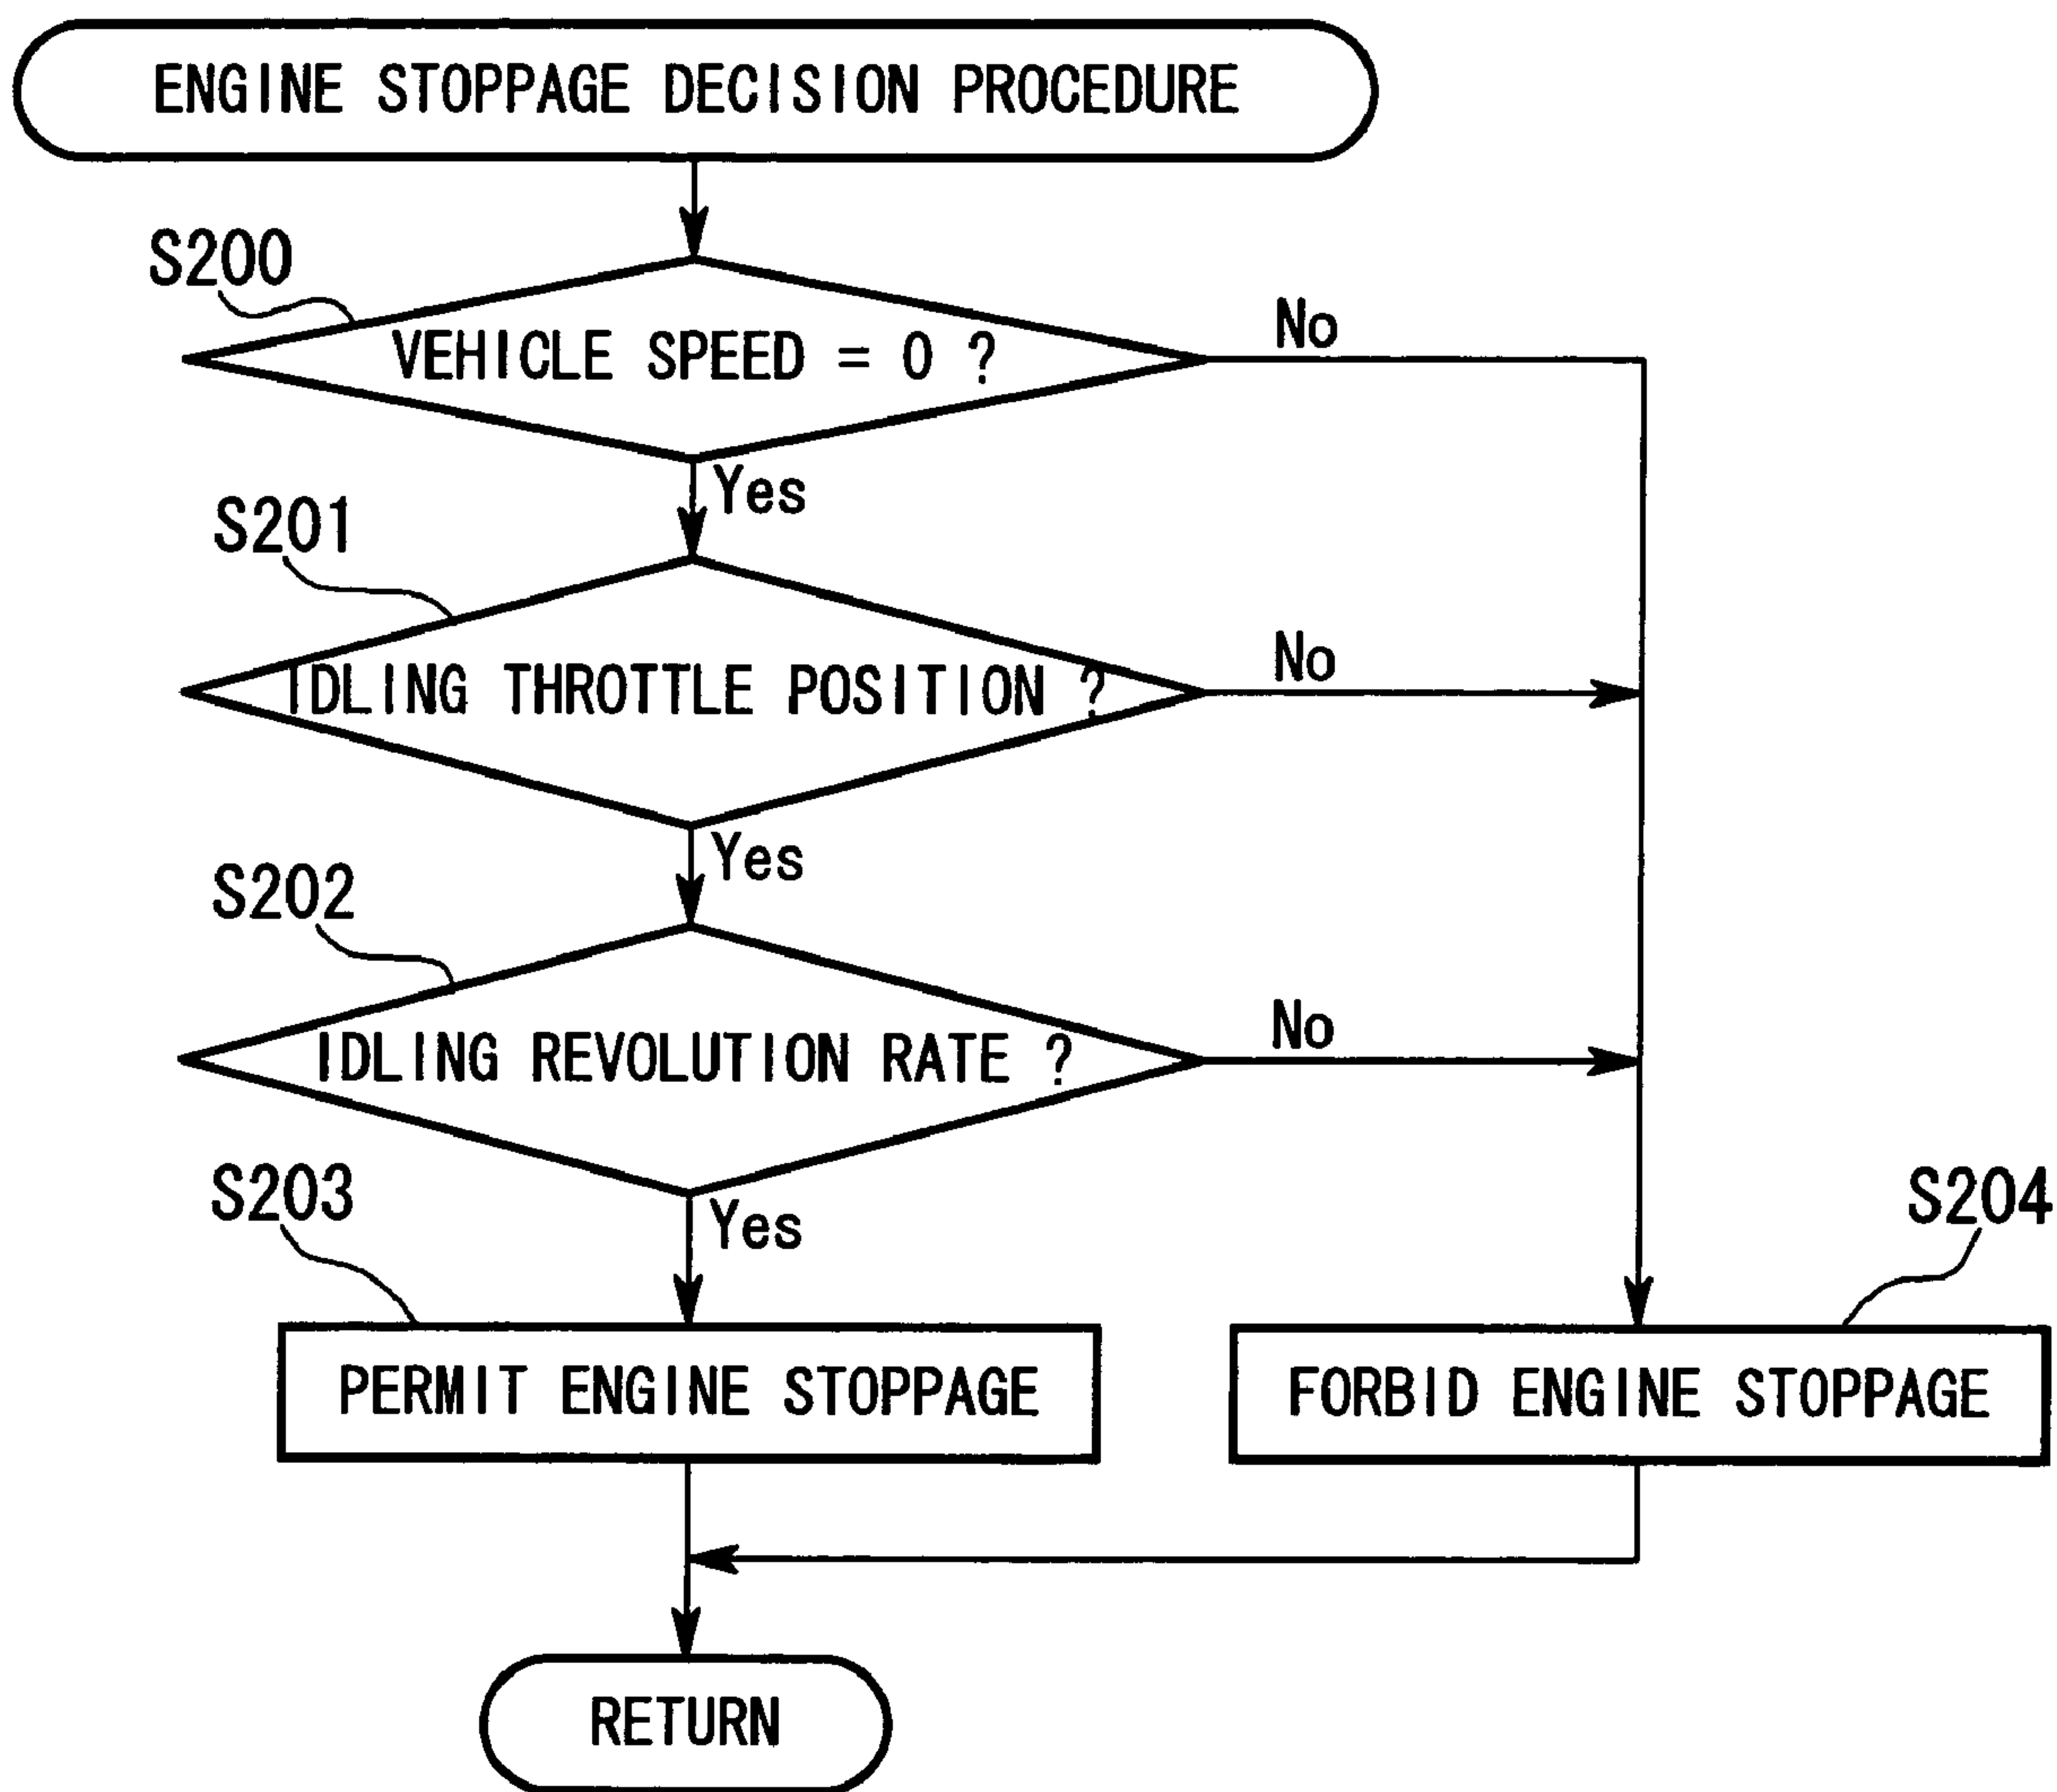 ENGINE STOPPAGE DECISION PROCEDURE
S200
VEHICLE SPEED = 0 ?
No
Yes
S201
IDLING THROTTLE POSITION ?
No
Yes
S202
IDLING REVOLUTION RATE ?
No
Yes
S203
S204
PERMIT ENGINE STOPPAGE
FORBID ENGINE STOPPAGE
RETURN